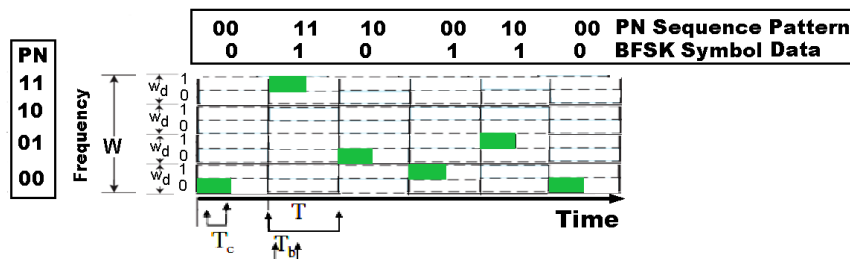 00 11 10 00 10 00 PN Sequence Pattern
0 1 0 1 1 0 BFSK Symbol Data
PN
11
10
01
00
Frequency
W
Wd
1
0
Wd
1
0
Wd
1
0
Wd
1
0
Time
T
Tc
Tb